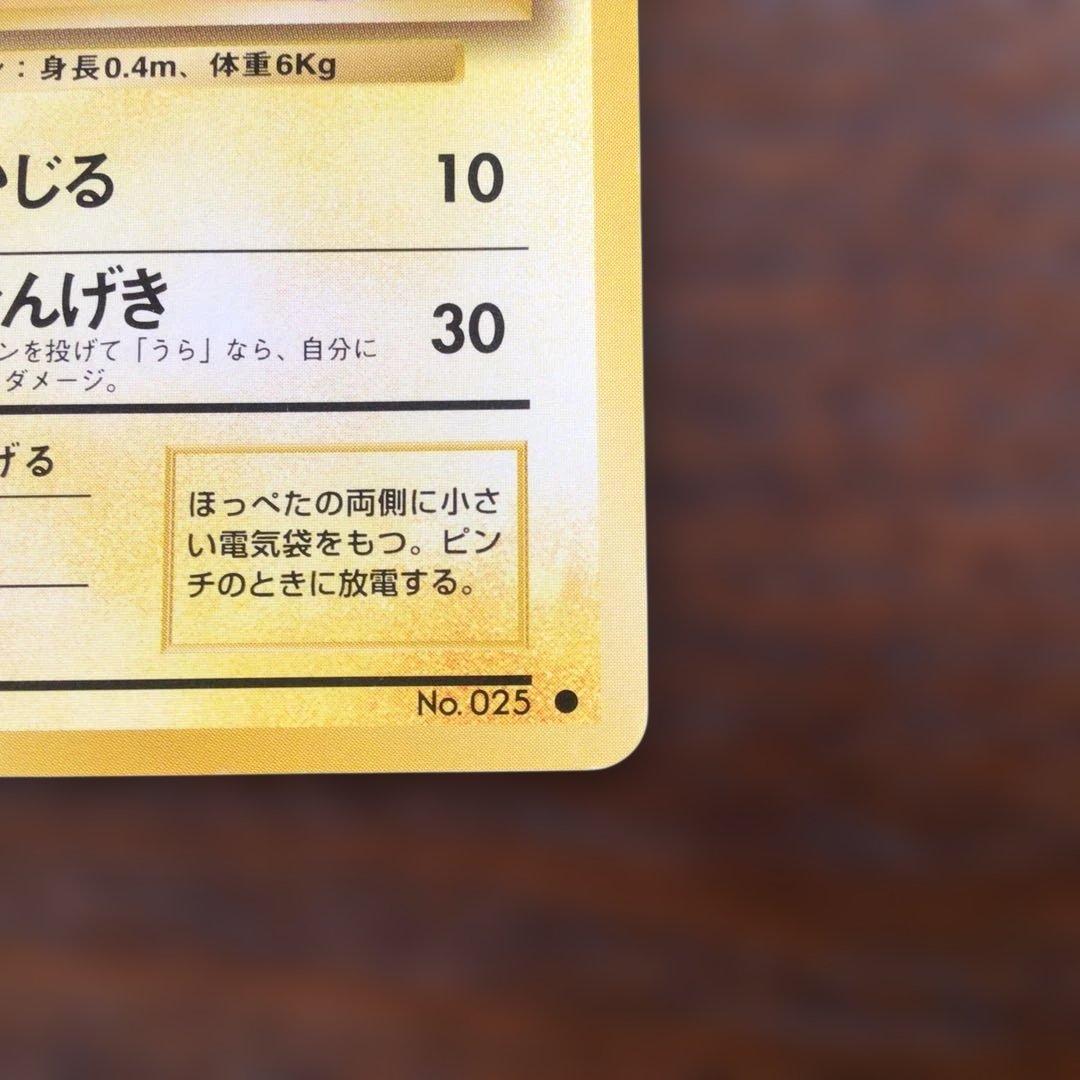 ：身長0.4m、体重6Kg
じる 10
んげき 30
ンを投げて「うら」なら、自分に
ダメージ。
げる
ほっぺたの両側に小さ
い電気袋をもつ。ピン
チのときに放電する。
No. 025 ●